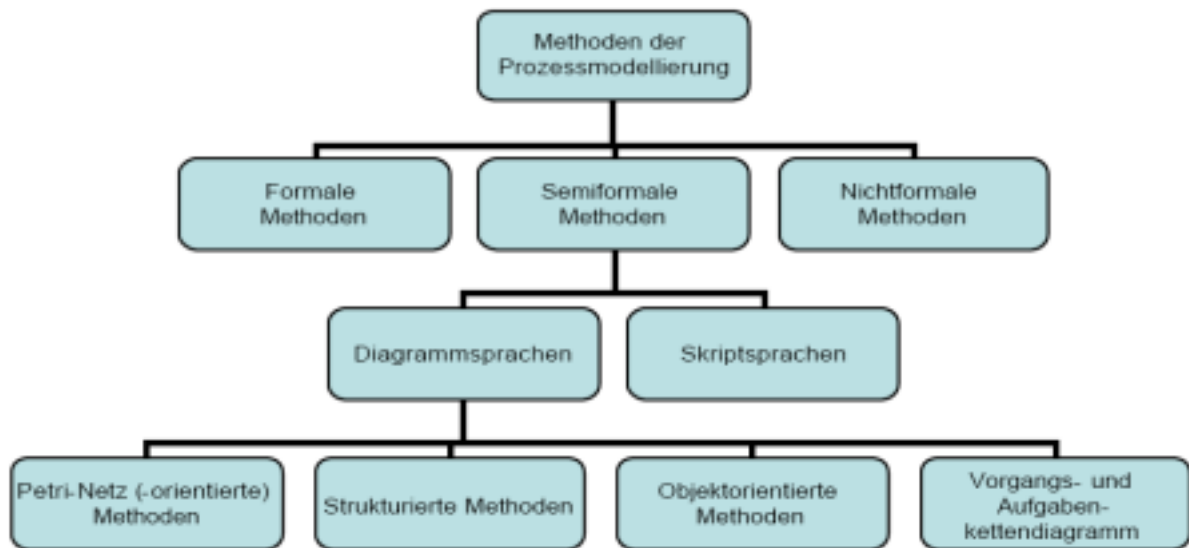 Methoden der
Prozessmodellierung
Formale
Methoden
Semiformale
Methoden
Nichtformale
Methoden
Diagrammsprachen
Skriptsprachen
Petri-Netz (-orientierte)
Methoden
Strukturierte Methoden
Objektorientierte
Methoden
Vorgangs- und
Aufgaben-
kettendiagramm